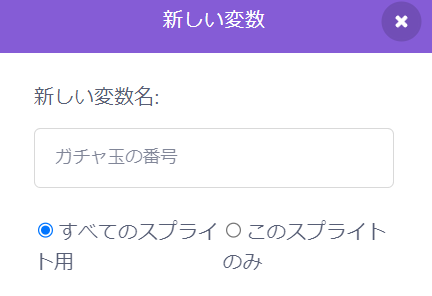 新しい変数
新しい変数名:
ガチャ玉の番号
すべてのスプライ
ト用
このスプライト
のみ